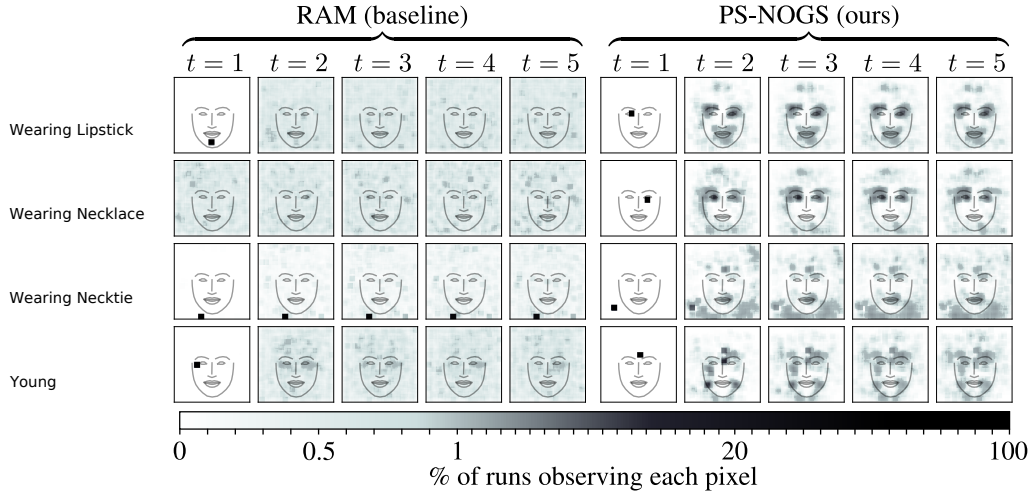 RAM (baseline) PS-NOGS (ours)
t = 1 t = 2 t = 3 t = 4 t = 5 t = 1 t = 2 t = 3 t = 4 t = 5
Wearing Lipstick
Wearing Necklace
Wearing Necktie
Young
0 0.5 1 20 100
% of runs observing each pixel